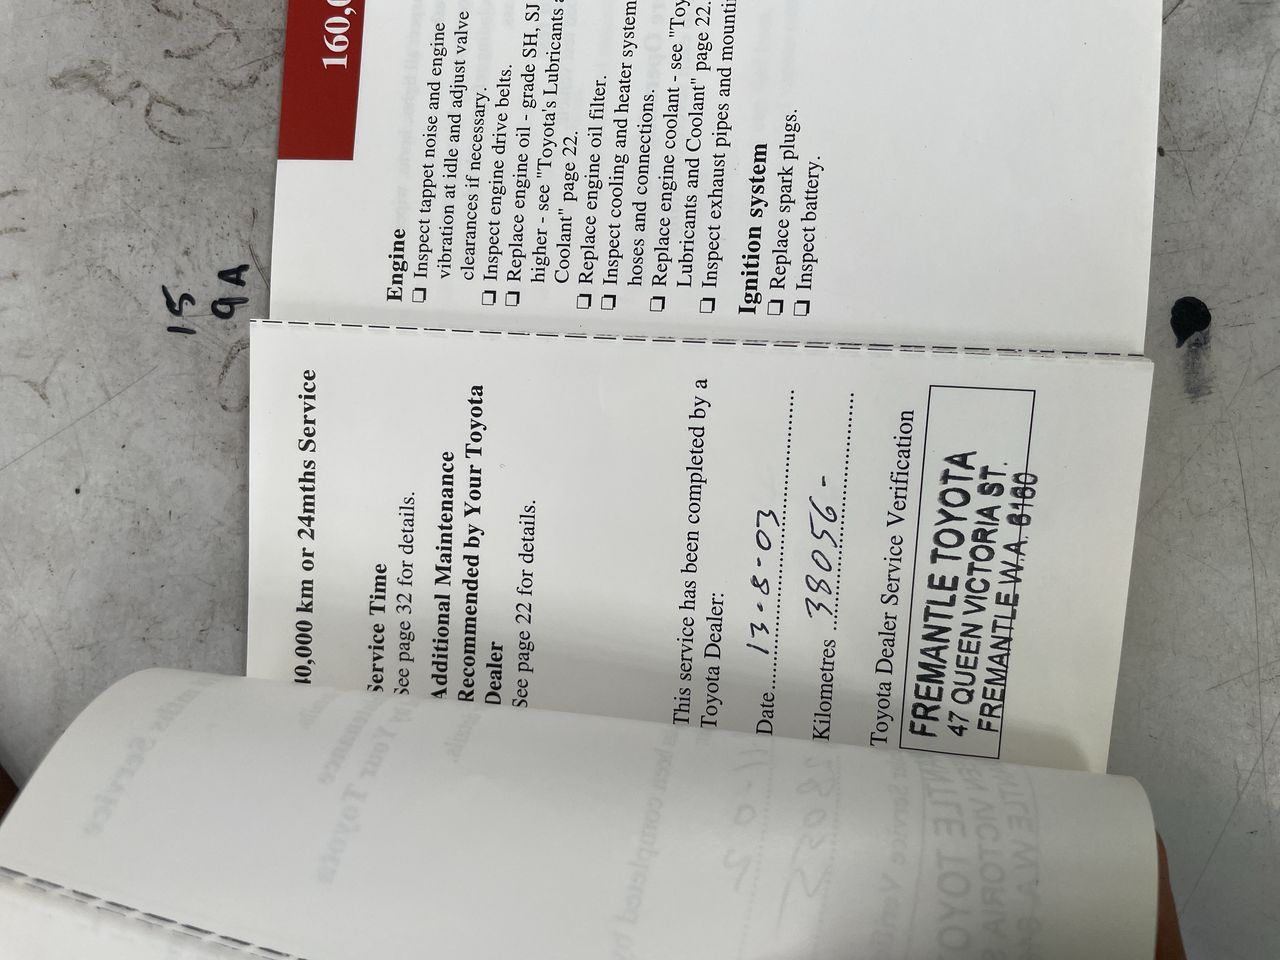 15
9A
40,000 km or 24mths Service
Service Time
See page 32 for details.
Additional Maintenance
Recommended by Your Toyota
Dealer
See page 22 for details.
This service has been completed by a
Toyota Dealer:
Date 13-8-03
Kilometres 38056-
Toyota Dealer Service Verification
FREMANTLE TOYOTA
47 QUEEN VICTORIA ST.
FREMANTLE W.A. 6160
160,0
Engine
❏ Inspect tappet noise and engine
vibration at idle and adjust valve
clearances if necessary.
❏ Inspect engine drive belts.
❏ Replace engine oil - grade SH, SJ
higher - see "Toyota's Lubricants a
Coolant" page 22.
❏ Replace engine oil filter.
❏ Inspect cooling and heater system
hoses and connections.
❏ Replace engine coolant - see "Toy
Lubricants and Coolant" page 22.
❏ Inspect exhaust pipes and mounti
Ignition system
❏ Replace spark plugs.
❏ Inspect battery.